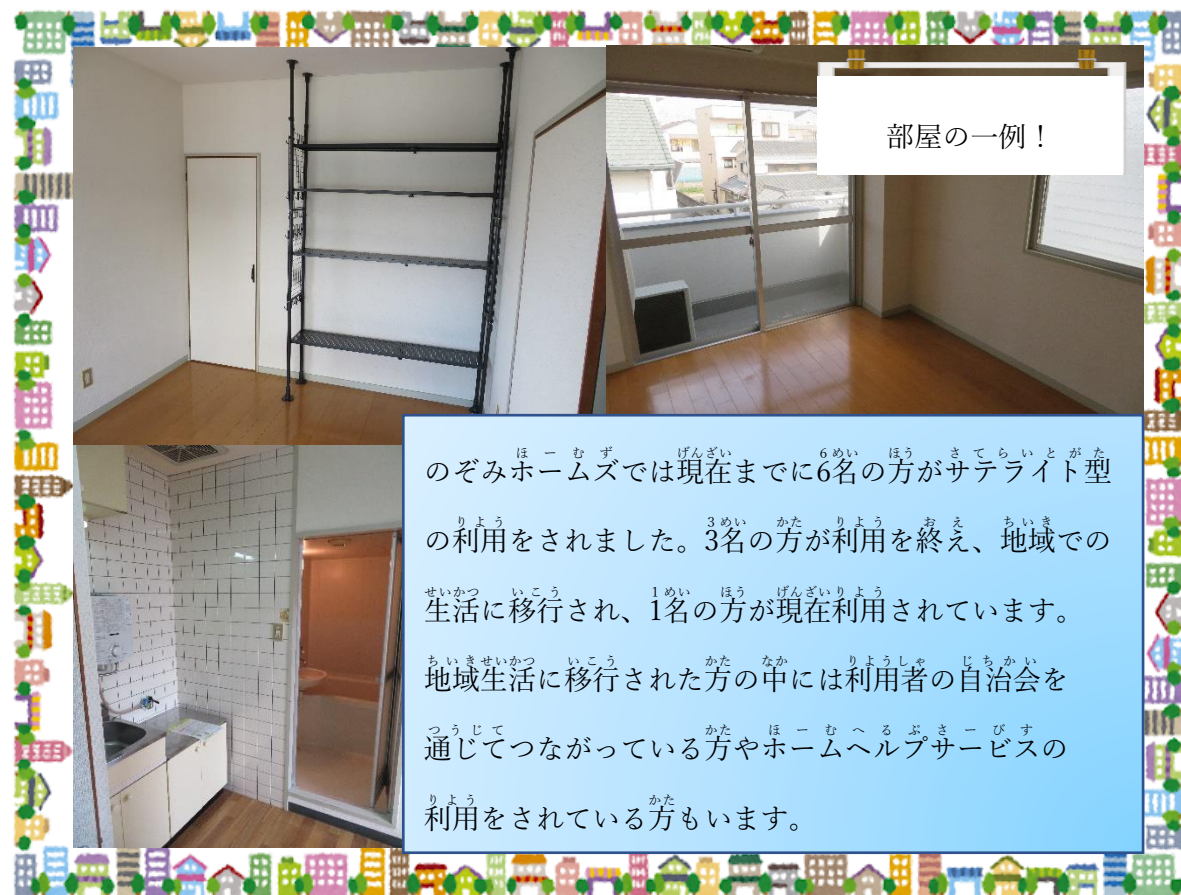 部屋の一例！
のぞみホームズでは現在までに6名の方がサテライト型
の利用をされました。3名の方が利用を終え、地域での
生活に移行され、1名の方が現在利用されています。
地域生活に移行された方の中には利用者の自治会を
通じてつながっている方やホームヘルプサービスの
利用をされている方もいます。